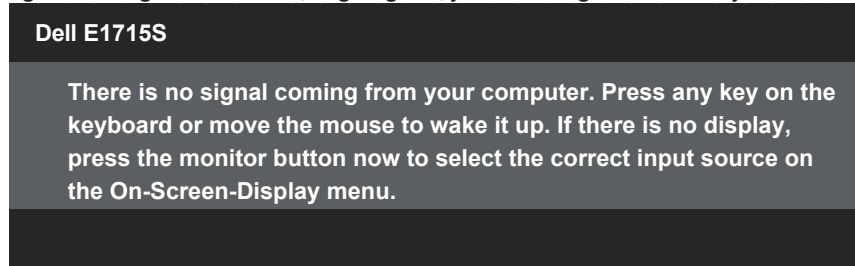 Dell E1715S
There is no signal coming from your computer. Press any key on the
keyboard or move the mouse to wake it up. If there is no display,
press the monitor button now to select the correct input source on
the On-Screen-Display menu.